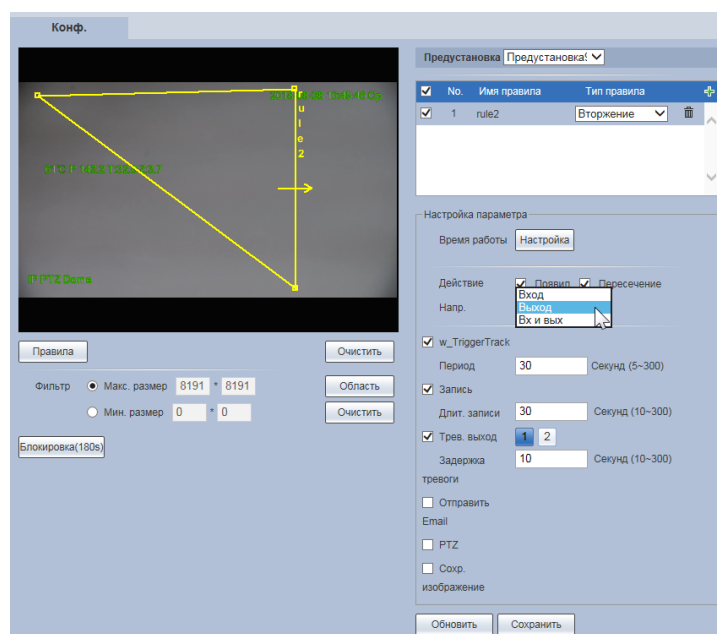 Конф.
rule2
IP PTZ Dome
Правила
Очистить
Фильтр
Макс. размер 8191 * 8191
Область
Мин. размер 0 * 0
Очистить
Блокировка(180s)
Предустановка
No. Имя правила Тип правила
1 rule2 Вторжение
Настройка параметра
Время работы Настройка
Действие Появил Пересечение
Напр.
Вход
Выход
Вх и вых
w_TriggerTrack
Период 30 Секунд (5~300)
Запись
Длит. записи 30 Секунд (10~300)
Трев. выход 1 2
Задержка 10 Секунд (10~300)
тревоги
Отправить
Email
PTZ
Сохр.
изображение
Обновить Сохранить